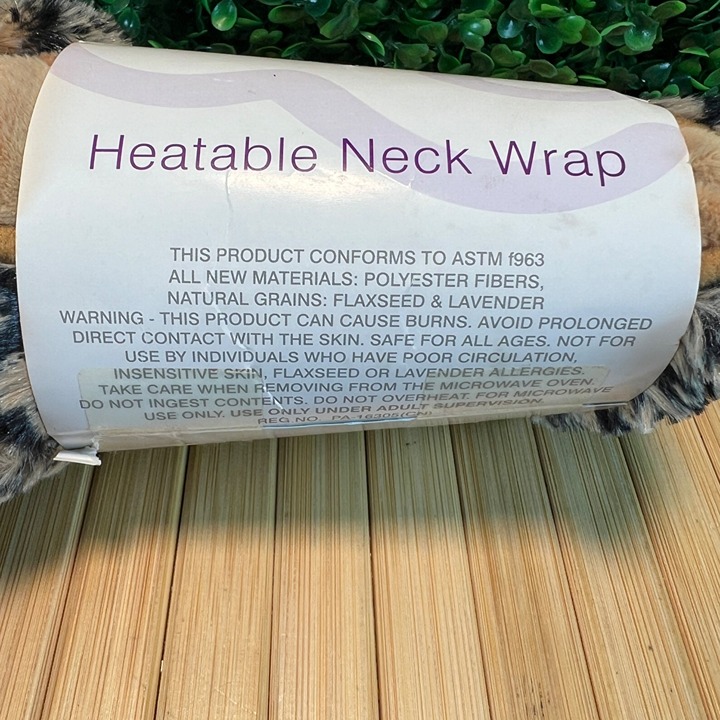 Heatable Neck Wrap
THIS PRODUCT CONFORMS TO ASTM f963
ALL NEW MATERIALS: POLYESTER FIBERS,
NATURAL GRAINS: FLAXSEED & LAVENDER
WARNING - THIS PRODUCT CAN CAUSE BURNS. AVOID PROLONGED
DIRECT CONTACT WITH THE SKIN. SAFE FOR ALL AGES. NOT FOR
USE BY INDIVIDUALS WHO HAVE POOR CIRCULATION,
INSENSITIVE SKIN, FLAXSEED OR LAVENDER ALLERGIES.
TAKE CARE WHEN REMOVING FROM THE MICROWAVE OVEN.
DO NOT INGEST CONTENTS. DO NOT OVERHEAT. FOR MICROWAVE
USE ONLY. USE ONLY UNDER ADULT SUPERVISION.
REG NO. PA-16305(CN)